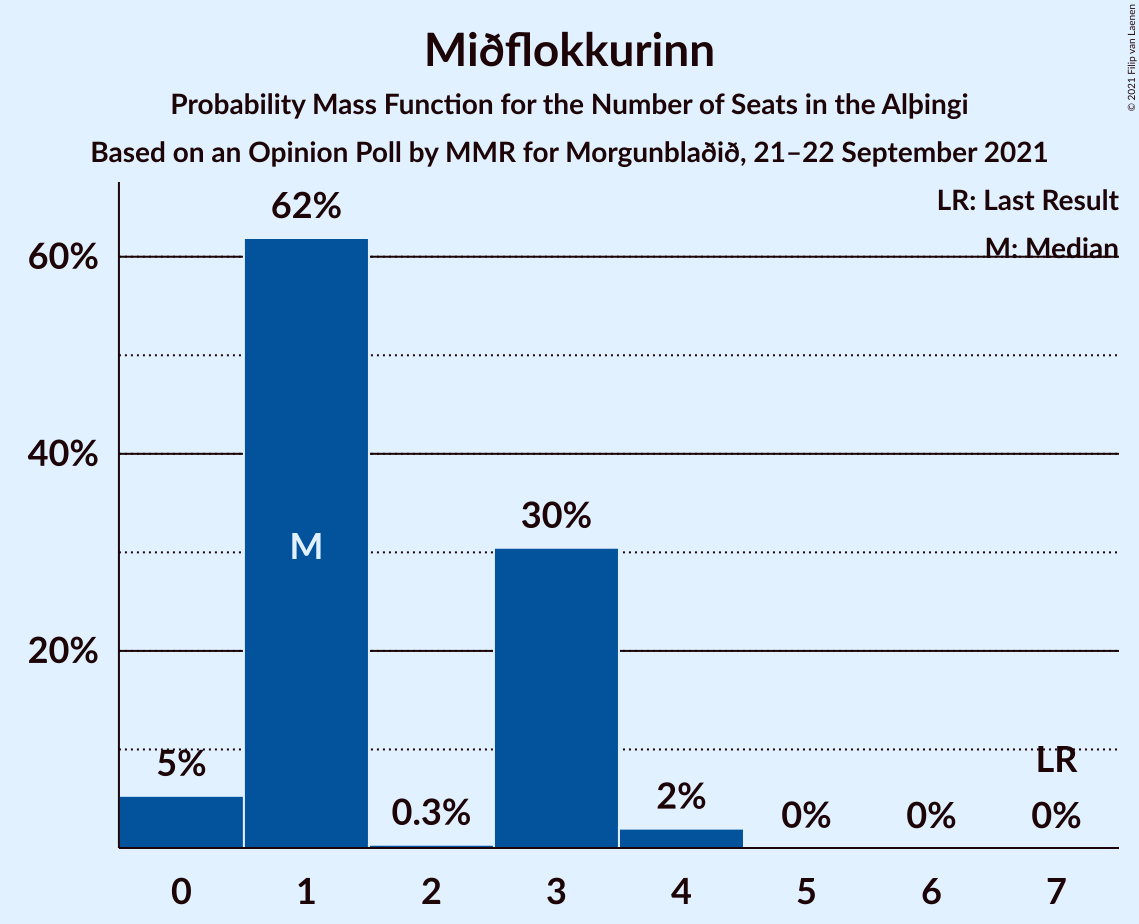 Miðflokkurinn
Probability Mass Function for the Number of Seats in the Alþingi
Based on an Opinion Poll by MMR for Morgunblaðið, 21–22 September 2021
© 2021 Filip van Laenen
LR: Last Result
M: Median
62%
60%
40%
30%
M
20%
5%
0.3%
2%
0%
0%
LR
0%
0 1 2 3 4 5 6 7